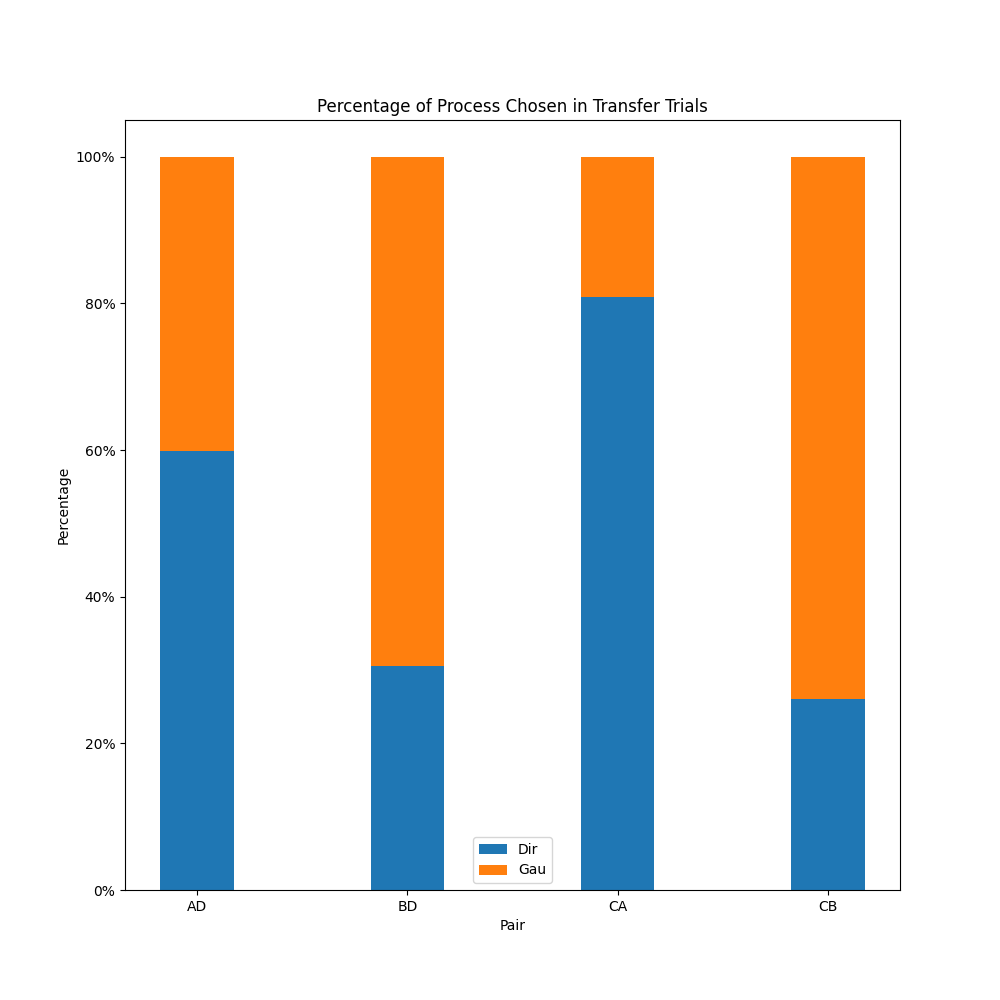 Percentage of Process Chosen in Transfer Trials
100%
80%
60%
40%
20%
0%
Percentage
AD BD CA CB
Pair
Dir
Gau